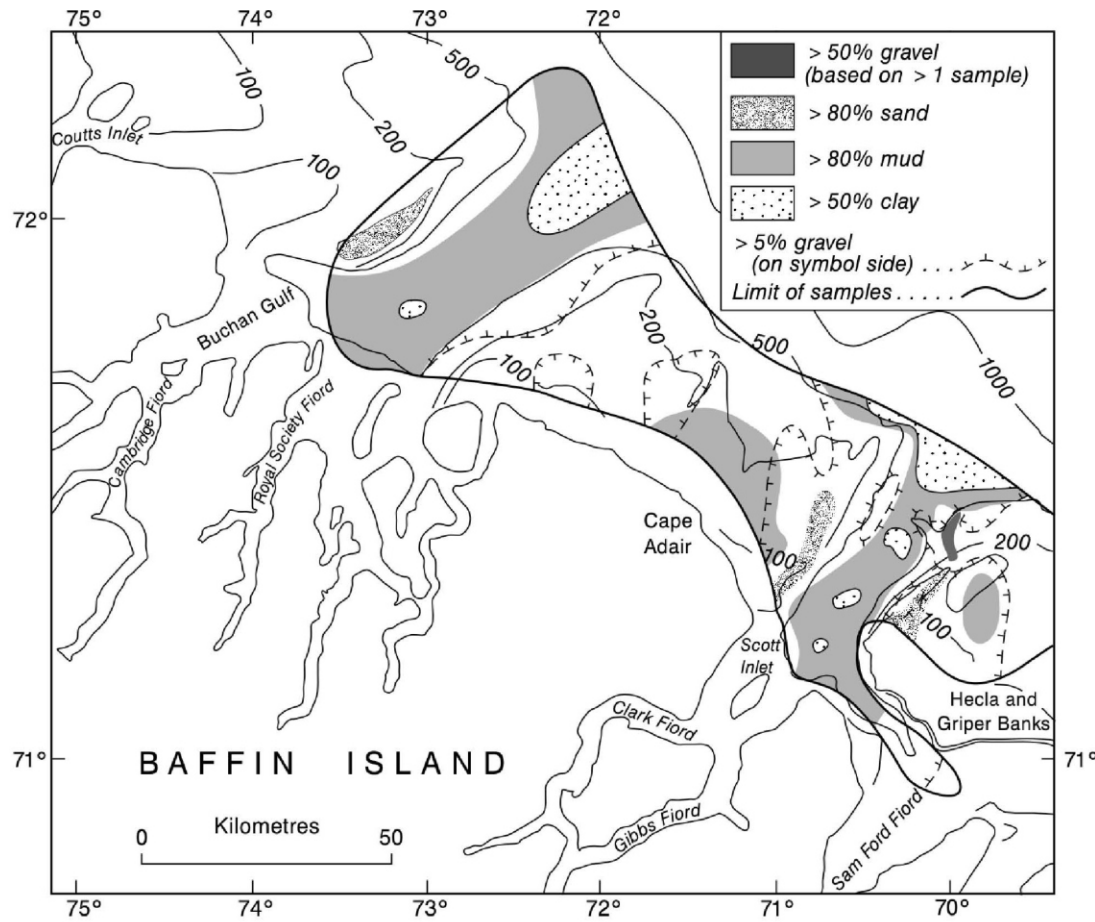 75°
74°
73°
72°
71°
70°
> 50% gravel
(based on > 1 sample)
> 80% sand
> 80% mud
> 50% clay
> 5% gravel
(on symbol side) . . . .
Limit of samples . . . . .
100
500
200
Coutts Inlet
100
72°
Buchan Gulf
200
500
1000
100
Cambridge Fiord
Royal Society Fiord
Cape
Adair
100
200
100
Scott
Inlet
Hecla and
Griper Banks
Clark Fiord
BAFFIN ISLAND
71°
71°
Kilometres
0
50
Gibbs Fiord
Sam Ford Fiord
75°
74°
73°
72°
71°
70°